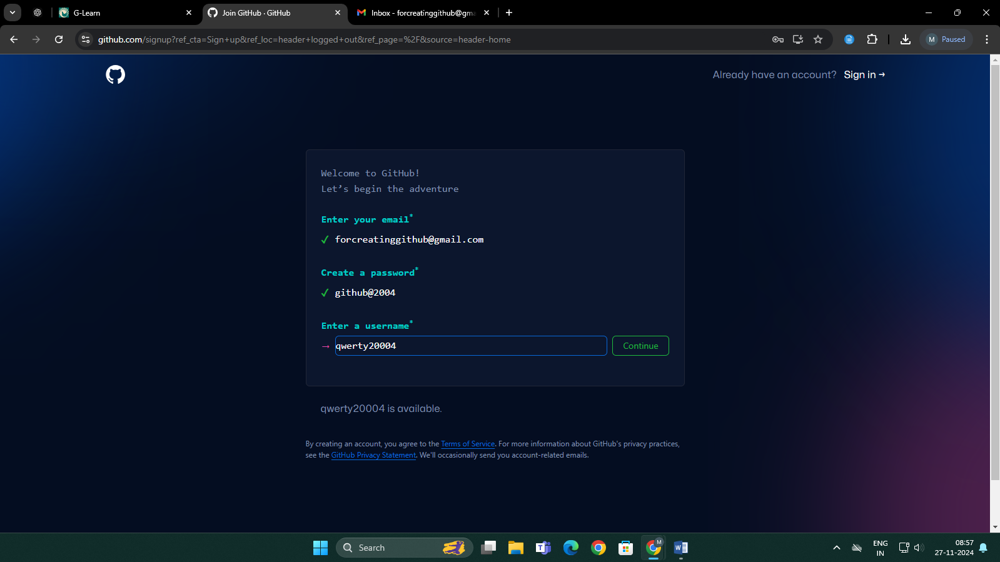 G-Learn
Join GitHub · GitHub
Inbox - forcreatinggithub@gma
github.com/signup?ref_cta=Sign+up&ref_loc=header+logged+out&ref_page=%2F&source=header-home
M Paused
Already have an account? Sign in →
Welcome to GitHub!
Let’s begin the adventure
Enter your email*
✓ forcreatinggithub@gmail.com
Create a password*
✓ github@2004
Enter a username*
→ qwerty20004 Continue
qwerty20004 is available.
By creating an account, you agree to the Terms of Service. For more information about GitHub's privacy practices,
see the GitHub Privacy Statement. We'll occasionally send you account-related emails.
Search
M
ENG
IN
08:57
27-11-2024